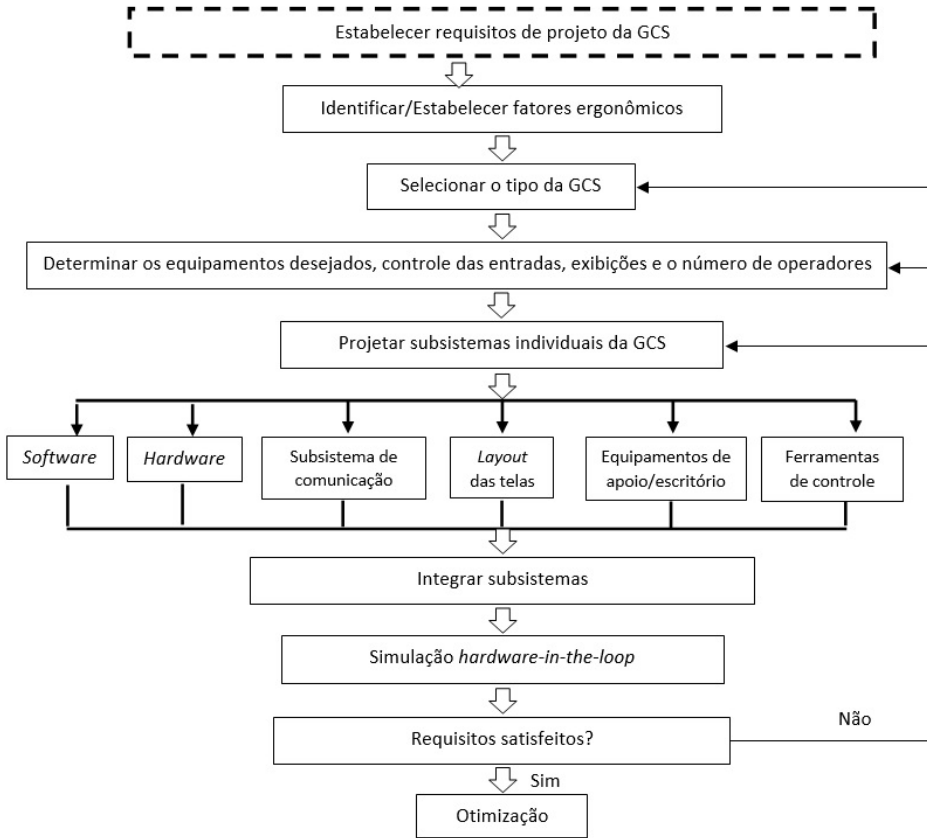 Estabelecer requisitos de projeto da GCS
Identificar/Estabelecer fatores ergonômicos
Selecionar o tipo da GCS
Determinar os equipamentos desejados, controle das entradas, exibições e o número de operadores
Projetar subsistemas individuais da GCS
Software
Hardware
Subsistema de
comunicação
Layout
das telas
Equipamentos de
apoio/escritório
Ferramentas
de controle
Integrar subsistemas
Simulação hardware-in-the-loop
Requisitos satisfeitos?
Não
Sim
Otimização